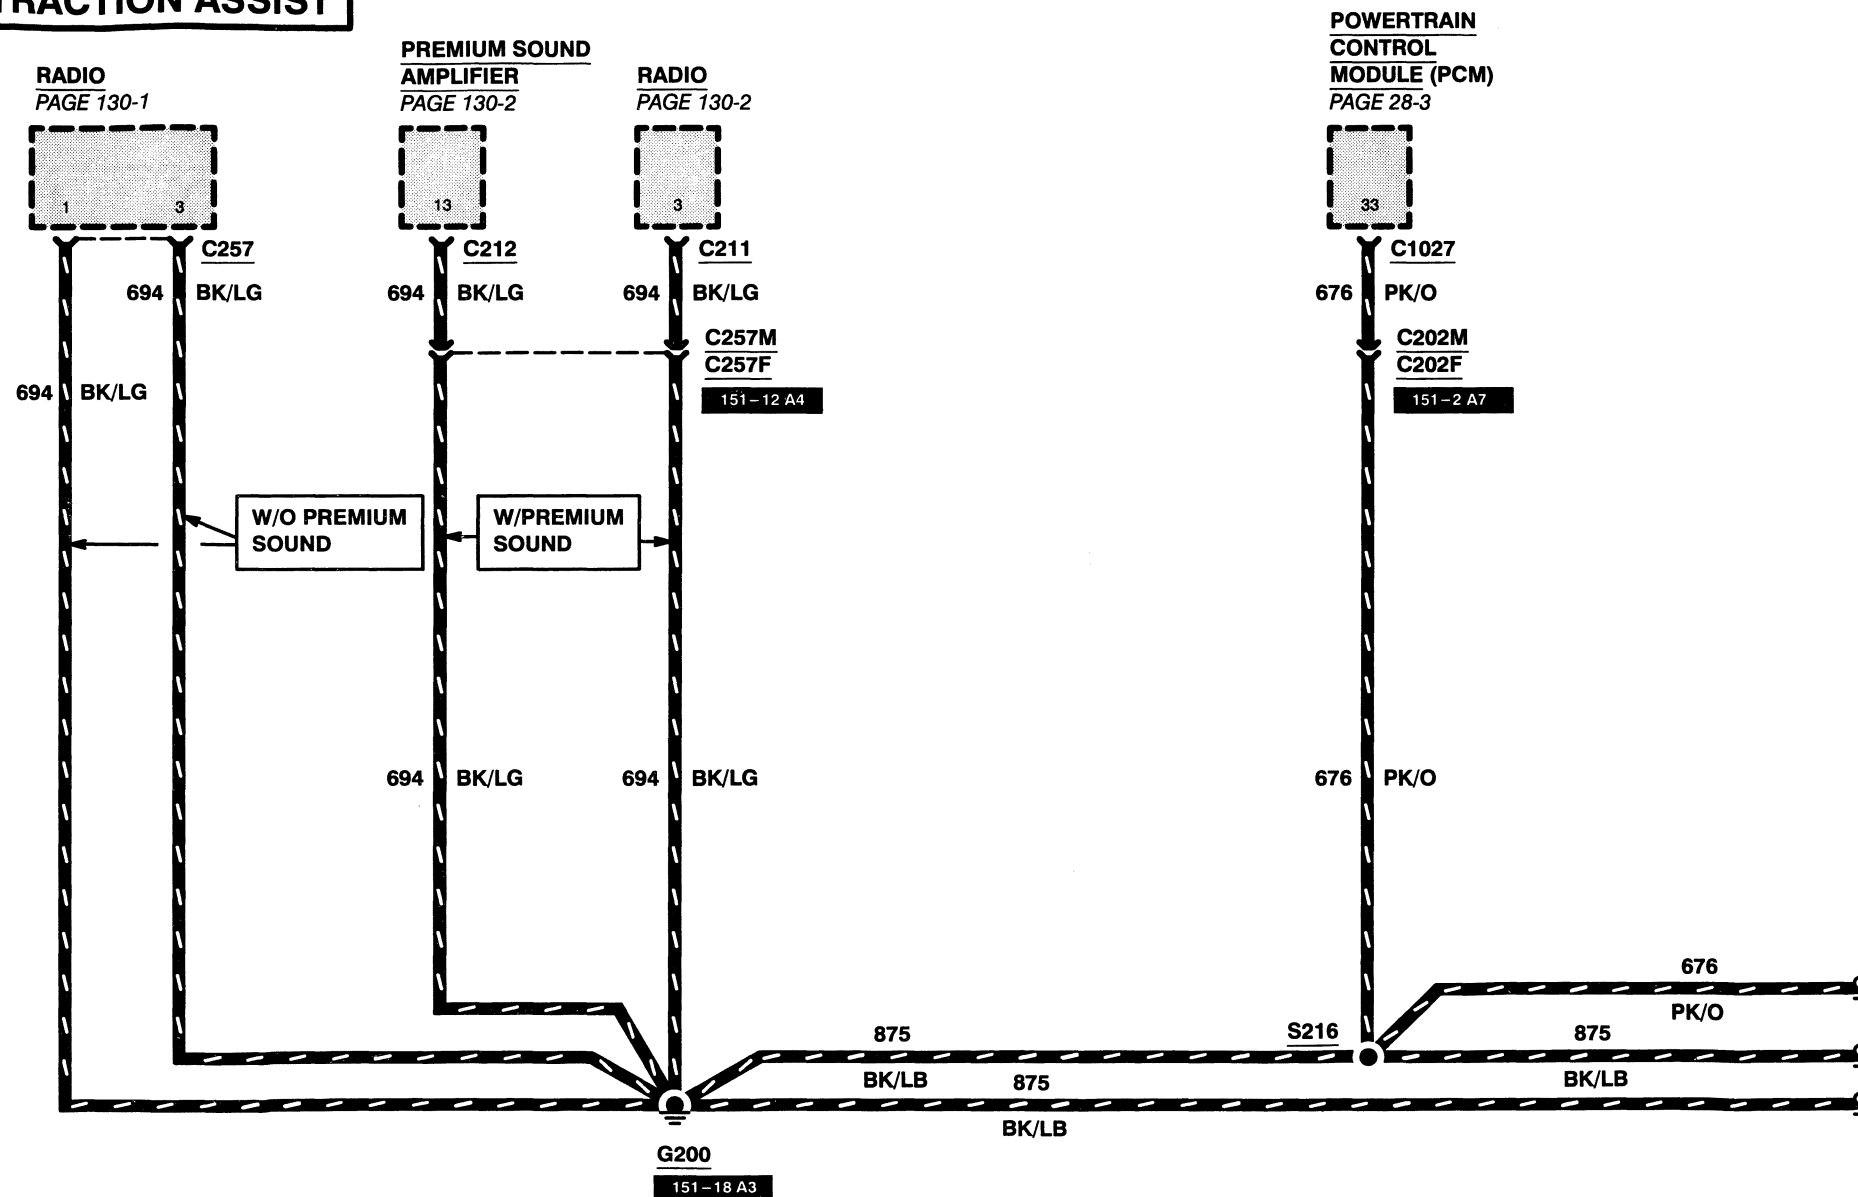 TRACTION ASSIST
RADIO
PAGE 130-1
1
3
C257
694 BK/LG
694 BK/LG
PREMIUM SOUND
AMPLIFIER
PAGE 130-2
13
C212
694 BK/LG
RADIO
PAGE 130-2
3
C211
694 BK/LG
C257M
C257F
151-12 A4
POWERTRAIN
CONTROL
MODULE (PCM)
PAGE 28-3
33
C1027
676 PK/O
C202M
C202F
151-2 A7
W/O PREMIUM
SOUND
W/PREMIUM
SOUND
694 BK/LG
694 BK/LG
676 PK/O
676
PK/O
S216
875
BK/LB
875
BK/LB
875
BK/LB
G200
151-18 A3